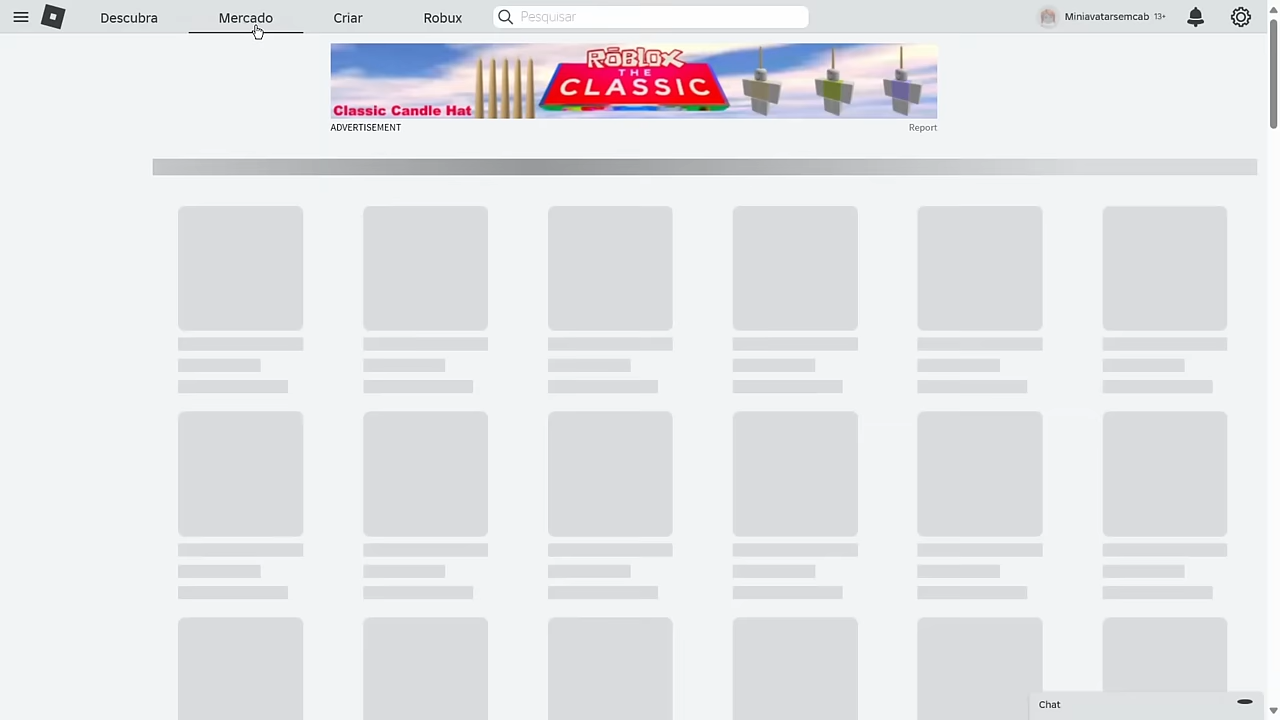 Descubra
Mercado
Criar
Robux
Pesquisar
Miniavatarsemcab 13+
ROBLOX
THE
CLASSIC
Classic Candle Hat
ADVERTISEMENT
Report
Chat